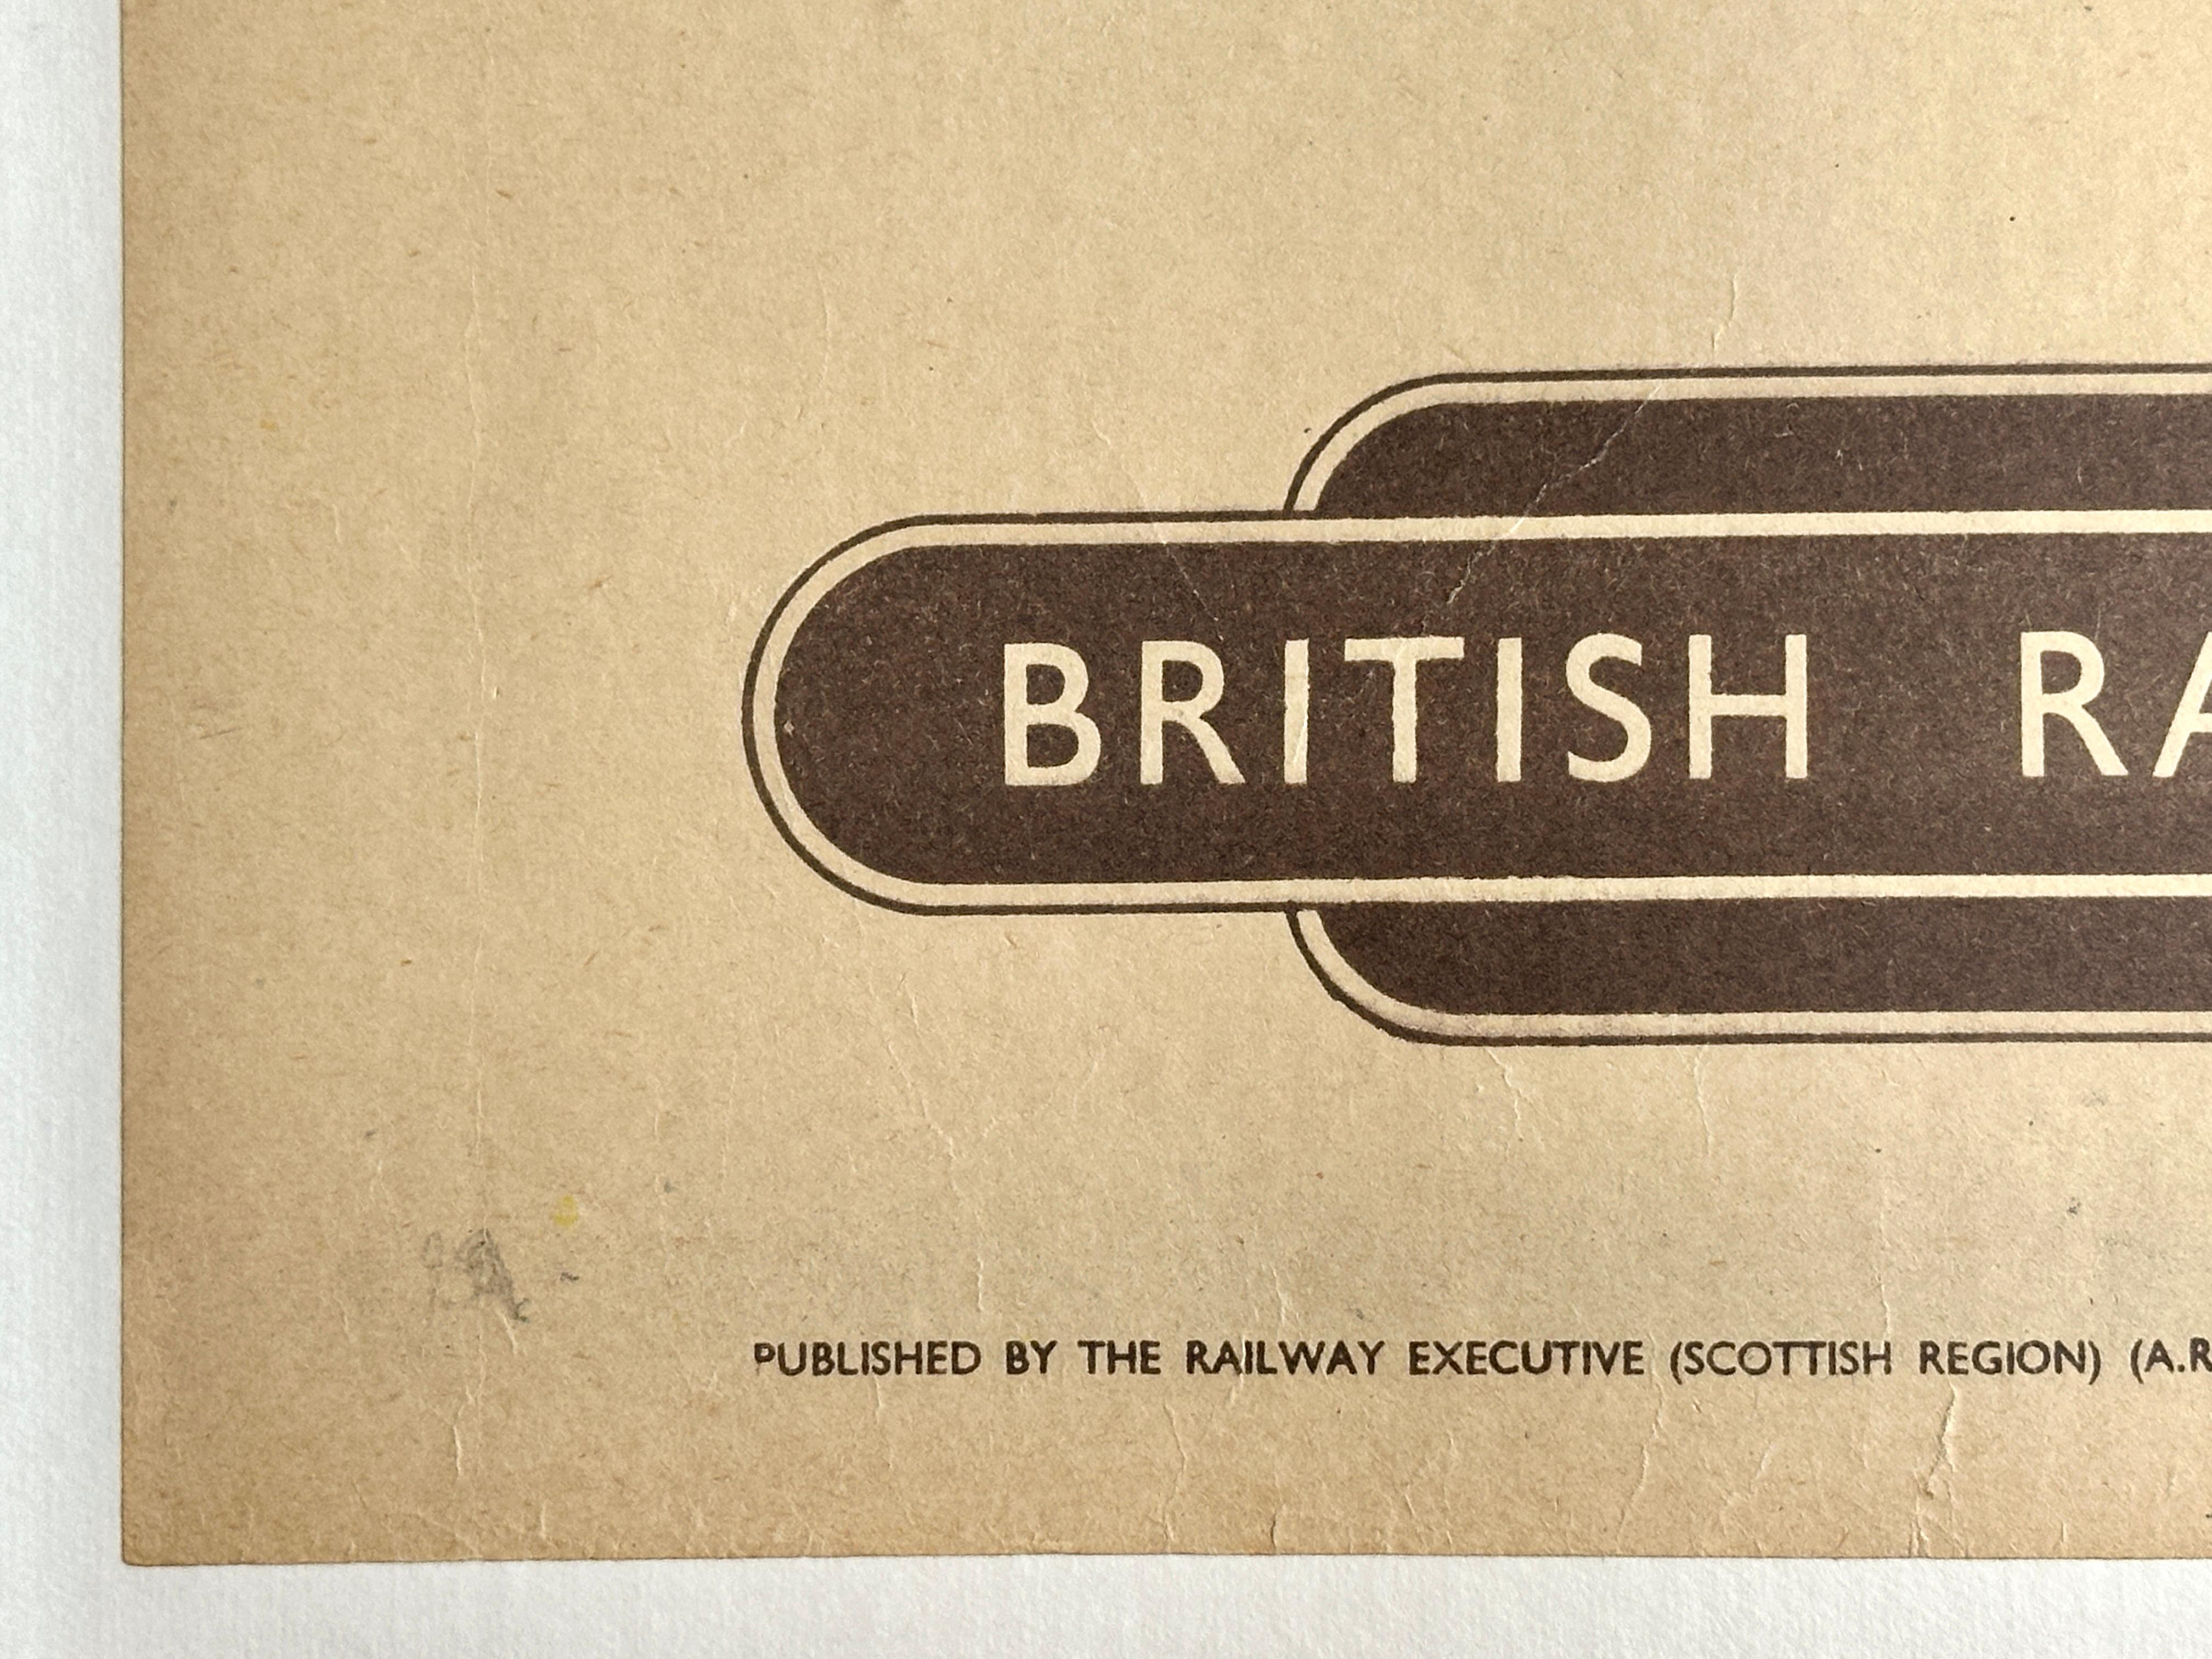 BRITISH RA
PUBLISHED BY THE RAILWAY EXECUTIVE (SCOTTISH REGION) (A.R